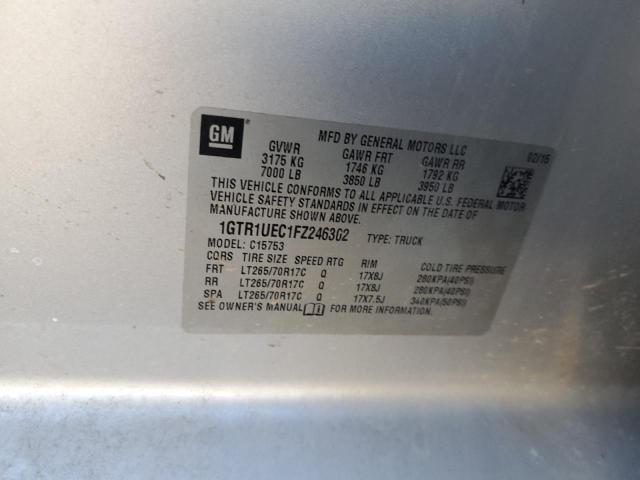 GM
MFD BY GENERAL MOTORS LLC 02/15
GVWR GAWR FRT GAWR RR
3175 KG 1746 KG 1792 KG
7000 LB 3850 LB 3950 LB
THIS VEHICLE CONFORMS TO ALL APPLICABLE U.S. FEDERAL MOTOR
VEHICLE SAFETY STANDARDS IN EFFECT ON THE DATE OF
MANUFACTURE SHOWN ABOVE.
1GTR1UEC1FZ246302 TYPE: TRUCK
MODEL: C15753
CORS TIRE SIZE SPEED RTG RIM COLD TIRE PRESSURE
FRT LT265/70R17C Q 17X8J 280KPA(40PSI)
RR LT265/70R17C Q 17X8J 280KPA(40PSI)
SPA LT265/70R17C Q 17X7.5J 340KPA(50PSI)
SEE OWNER'S MANUAL FOR MORE INFORMATION.